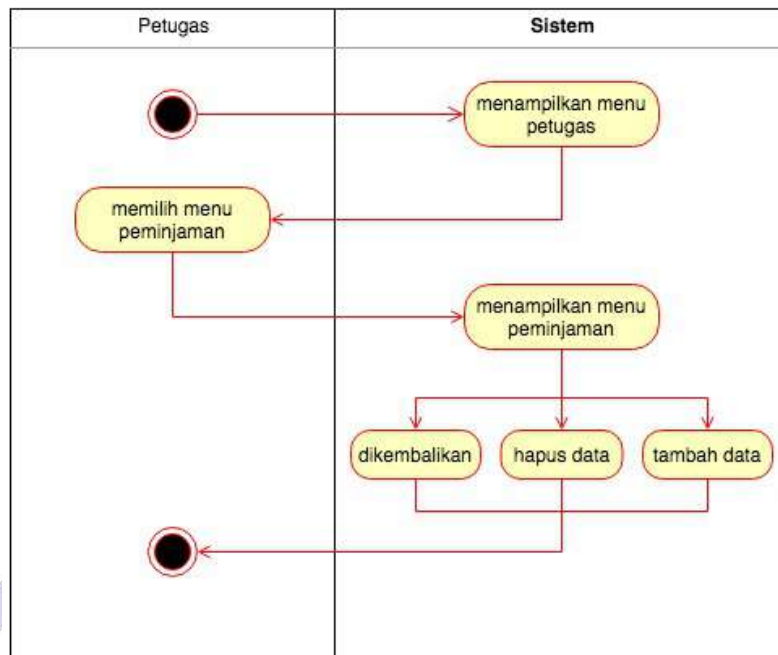 Petugas
Sistem
menampilkan menu
petugas
memilih menu
peminjaman
menampilkan menu
peminjaman
dikembalikan
hapus data
tambah data